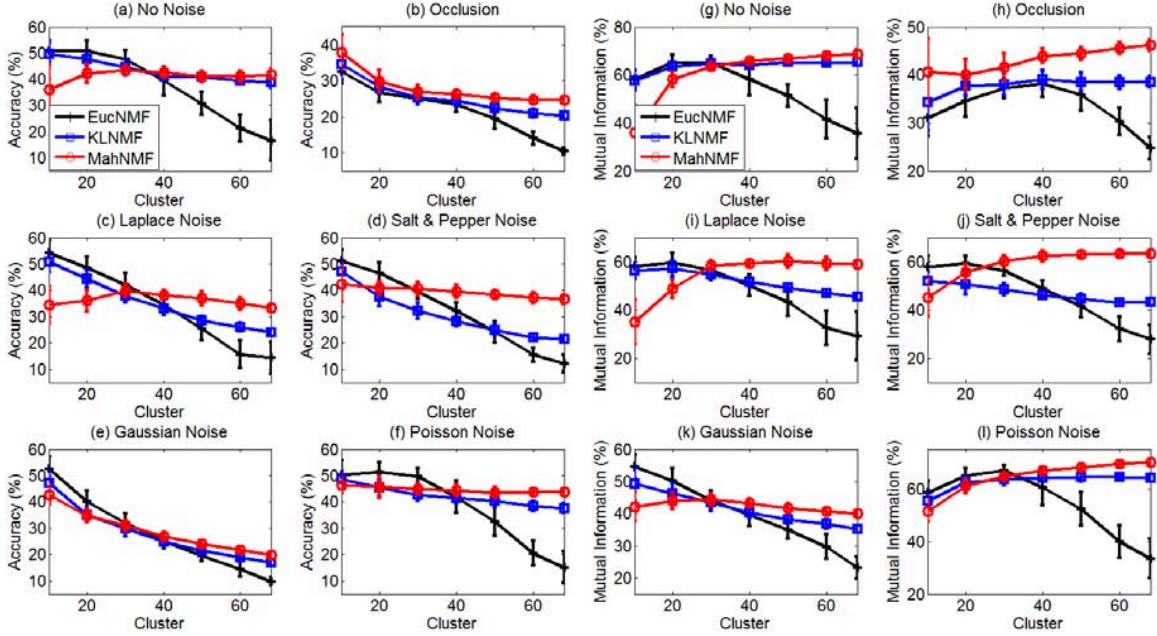 (a) No Noise
(b) Occlusion
(g) No Noise
(h) Occlusion
Accuracy (%)
60
50
40
30
20
10
EucNMF
KLNMF
MahNMF
20 40 60
Cluster
Accuracy (%)
40
30
20
10
20 40 60
Cluster
Mutual Information (%)
80
60
40
20
EucNMF
KLNMF
MahNMF
20 40 60
Cluster
Mutual Information (%)
50
40
30
20
20 40 60
Cluster
(c) Laplace Noise
(d) Salt & Pepper Noise
(i) Laplace Noise
(j) Salt & Pepper Noise
Accuracy (%)
60
50
40
30
20
10
20 40 60
Cluster
Accuracy (%)
60
50
40
30
20
10
20 40 60
Cluster
Mutual Information (%)
60
40
20
20 40 60
Cluster
Mutual Information (%)
60
40
20
20 40 60
Cluster
(e) Gaussian Noise
(f) Poisson Noise
(k) Gaussian Noise
(l) Poisson Noise
Accuracy (%)
60
50
40
30
20
10
20 40 60
Cluster
Accuracy (%)
60
50
40
30
20
10
20 40 60
Cluster
Mutual Information (%)
60
50
40
30
20
20 40 60
Cluster
Mutual Information (%)
80
60
40
20
20 40 60
Cluster